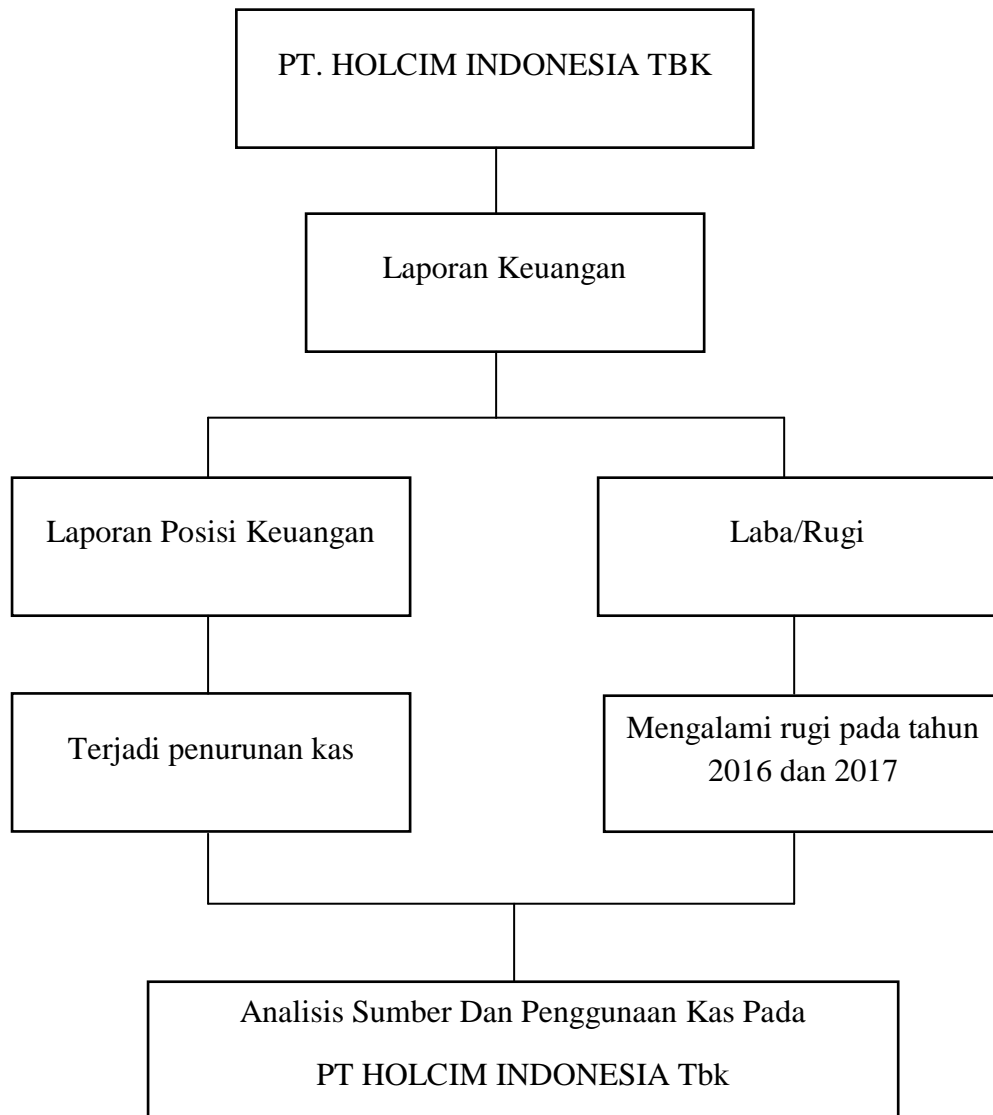 PT. HOLCIM INDONESIA TBK
Laporan Keuangan
Laporan Posisi Keuangan
Laba/Rugi
Terjadi penurunan kas
Mengalami rugi pada tahun
2016 dan 2017
Analisis Sumber Dan Penggunaan Kas Pada
PT HOLCIM INDONESIA Tbk